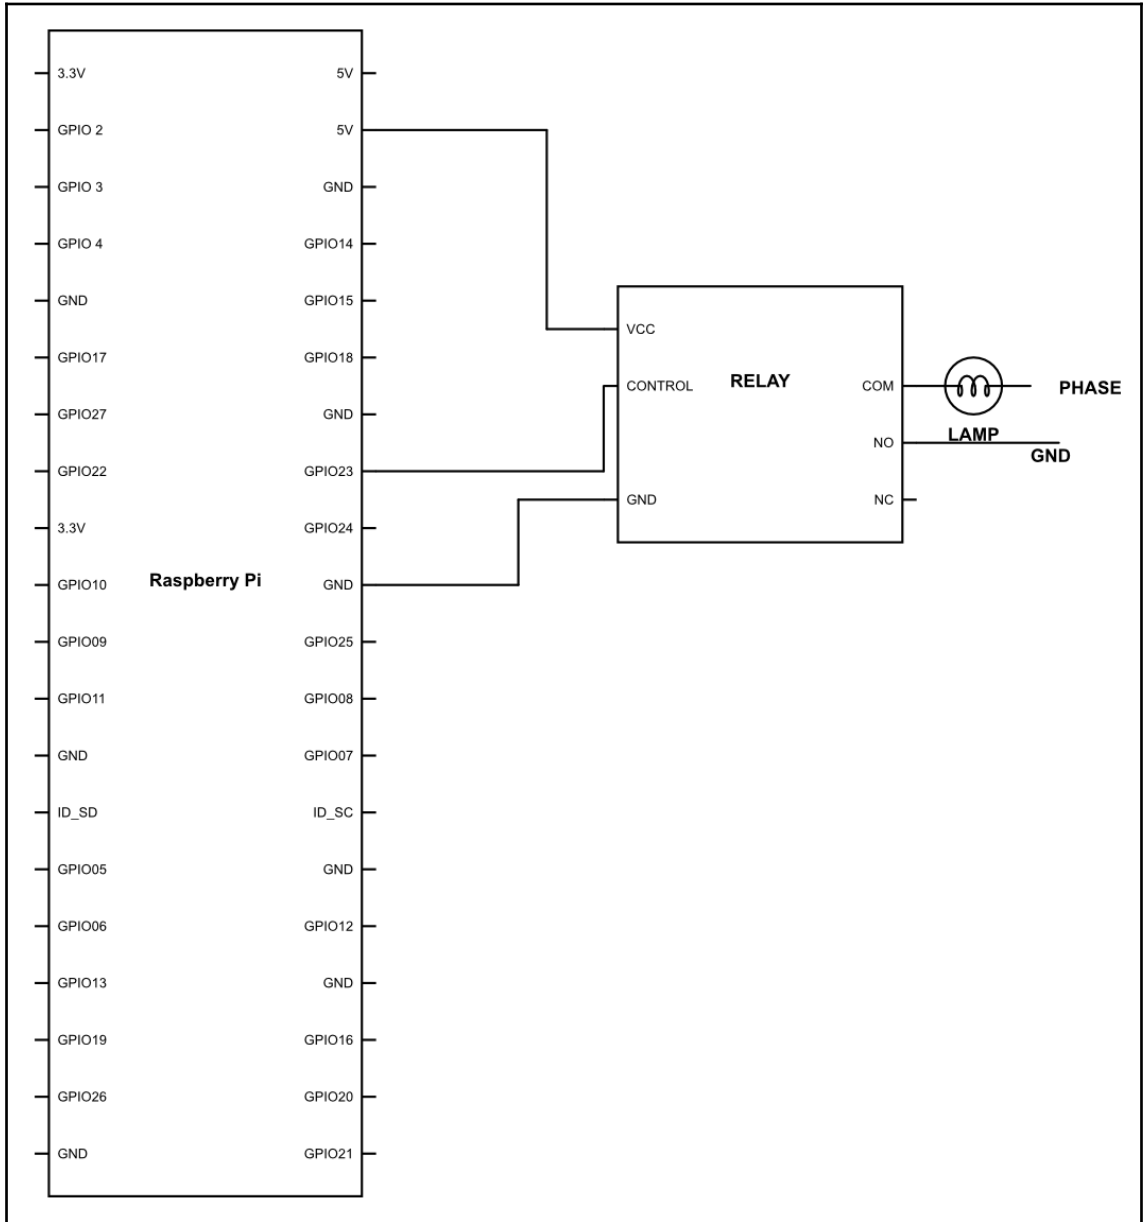 3.3V
5V
GPIO 2
5V
GPIO 3
GND
GPIO 4
GPIO14
GND
GPIO15
GPIO17
GPIO18
GPIO27
GND
GPIO22
GPIO23
3.3V
GPIO24
GPIO10
Raspberry Pi
GND
GPIO09
GPIO25
GPIO11
GPIO08
GND
GPIO07
ID_SD
ID_SC
GPIO05
GND
GPIO06
GPIO12
GPIO13
GND
GPIO19
GPIO16
GPIO26
GPIO20
GND
GPIO21
VCC
CONTROL
RELAY
COM
NO
GND
NC
LAMP
PHASE
GND